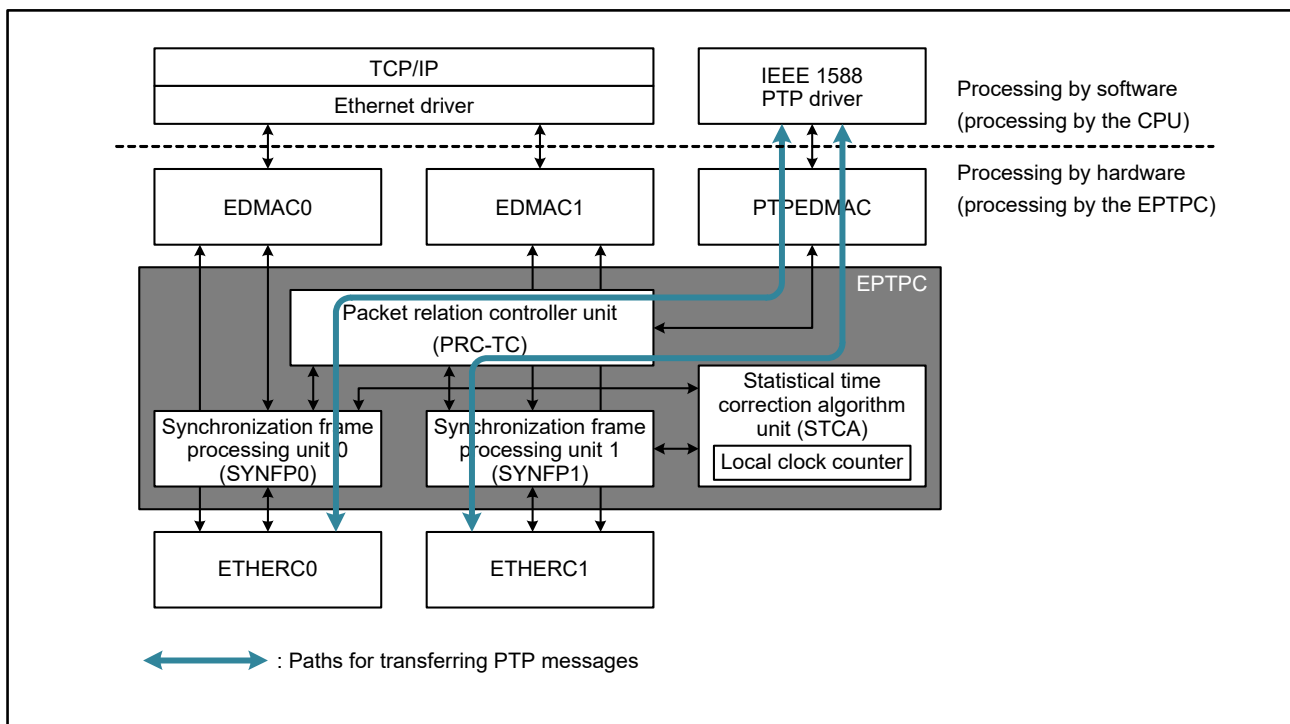 TCP/IP
Ethernet driver
IEEE 1588
PTP driver
Processing by software
(processing by the CPU)
Processing by hardware
(processing by the EPTPC)
EDMAC0
EDMAC1
PTPEDMAC
EPTPC
Packet relation controller unit
(PRC-TC)
Synchronization frame
processing unit 0
(SYNFP0)
Synchronization frame
processing unit 1
(SYNFP1)
Statistical time
correction algorithm
unit (STCA)
Local clock counter
ETHERC0
ETHERC1
: Paths for transferring PTP messages